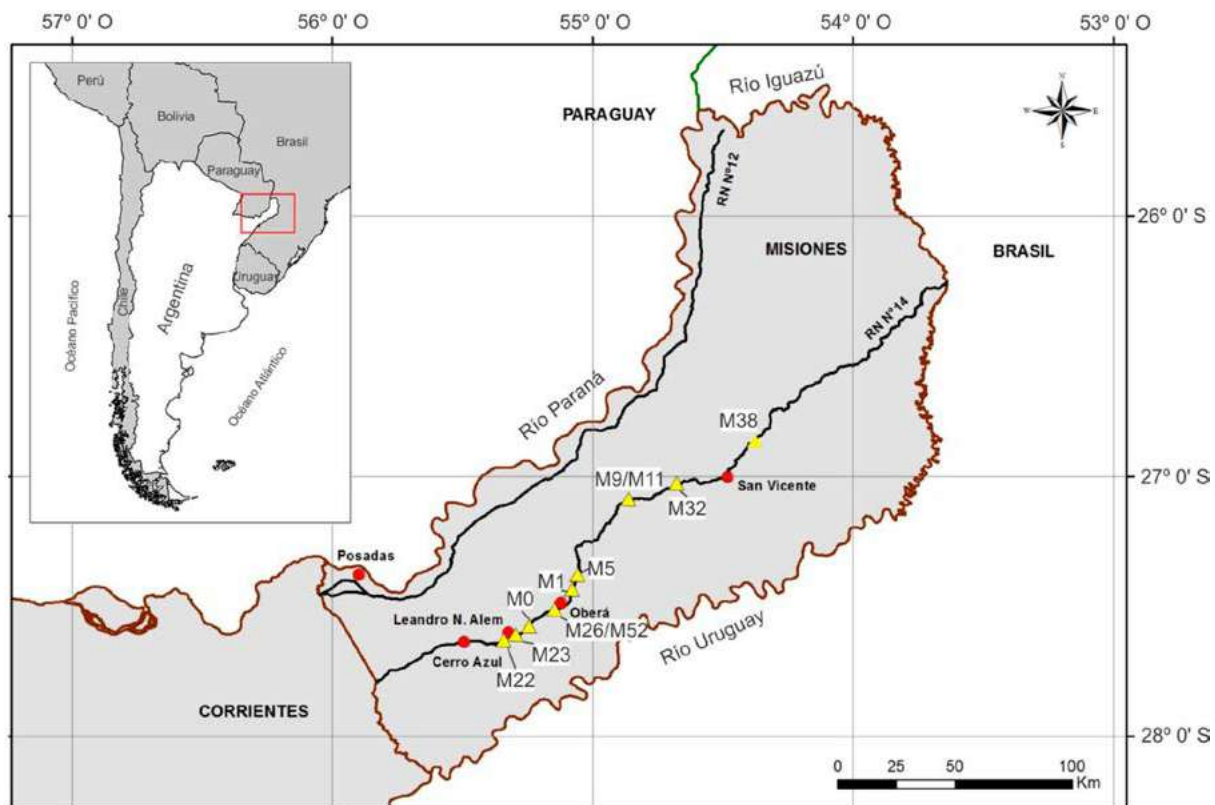 57° 0' O
56° 0' O
55° 0' O
54° 0' O
53° 0' O
Perú
Bolivia
Brasil
Paraguay
Uruguay
Argentina
Chile
Océano Pacífico
Océano Atlántico
PARAGUAY
Río Iguazú
N
W
E
S
RN Nº12
26° 0' S
MISIONES
BRASIL
RN Nº14
Río Paraná
M38
M9/M11
27° 0' S
San Vicente
M32
Posadas
M5
M1
M0
Oberá
Leandro N. Alem
M26/M52
Río Uruguay
M23
Cerro Azul
M22
CORRIENTES
28° 0' S
0 25 50 100
Km